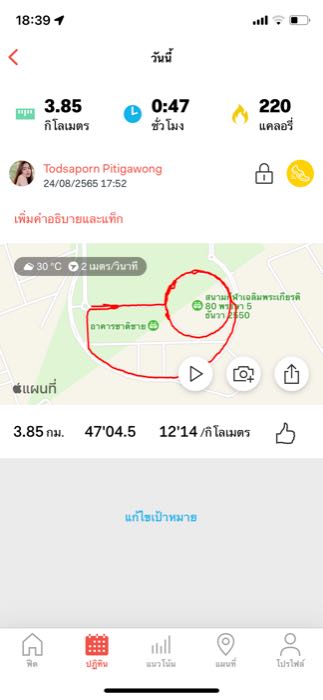 18:39
วันนี้
3.85
กิโลเมตร
0:47
ชั่วโมง
220
แคลอรี่
Todsaporn Pitigawong
24/08/2565 17:52
เพิ่มคำอธิบายและแท็ก
30 °C 2 เมตร/วินาที
สนามกีฬาเฉลิมพระเกียรติ
80 พรรษา 5
ธันวา 2550
อาคารชาติชาย
แผนที่
3.85 กม. 47'04.5 12'14 /กิโลเมตร
แก้ไขเป้าหมาย
ฟีด ปฏิทิน แนวโน้ม แผนที่ โปรไฟล์